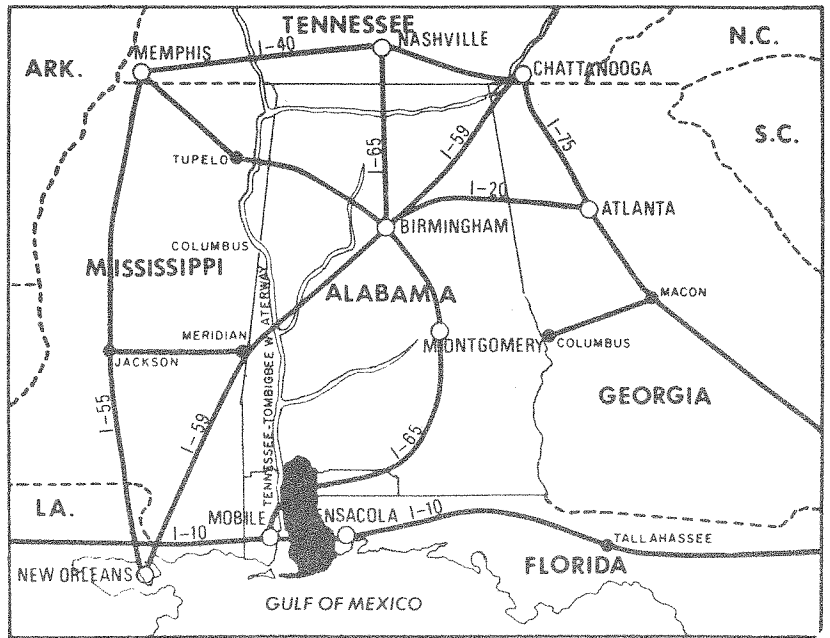 TENNESSEE
NASHVILLE
N.C.
MEMPHIS
I-40
ARK.
CHATTANOOGA
S.C.
I-75
I-59
I-65
TUPELO
I-20
ATLANTA
BIRMINGHAM
COLUMBUS
MISSISSIPPI
ALABAMA
MACON
MERIDIAN
MONTGOMERY
COLUMBUS
JACKSON
TENNESSEE-TOMBIGBEE W ATERWAY
GEORGIA
I-55
I-59
I-65
LA.
MOBILE
ENSACOLA
I-10
I-10
TALLAHASSEE
FLORIDA
NEW ORLEANS
GULF OF MEXICO